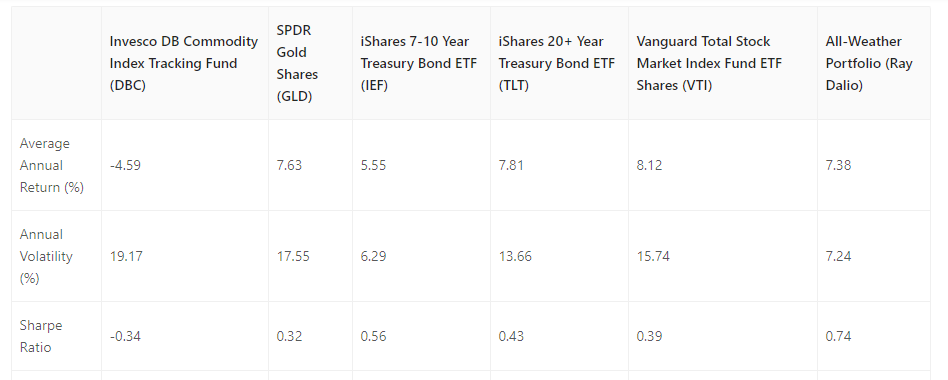 Invesco DB Commodity
Index Tracking Fund
(DBC)
SPDR
Gold
Shares
(GLD)
iShares 7-10 Year
Treasury Bond ETF
(IEF)
iShares 20+ Year
Treasury Bond ETF
(TLT)
Vanguard Total Stock
Market Index Fund ETF
Shares (VTI)
All-Weather
Portfolio (Ray
Dalio)
Average
Annual
Return (%)
-4.59
7.63
5.55
7.81
8.12
7.38
Annual
Volatility
(%)
19.17
17.55
6.29
13.66
15.74
7.24
Sharpe
Ratio
-0.34
0.32
0.56
0.43
0.39
0.74